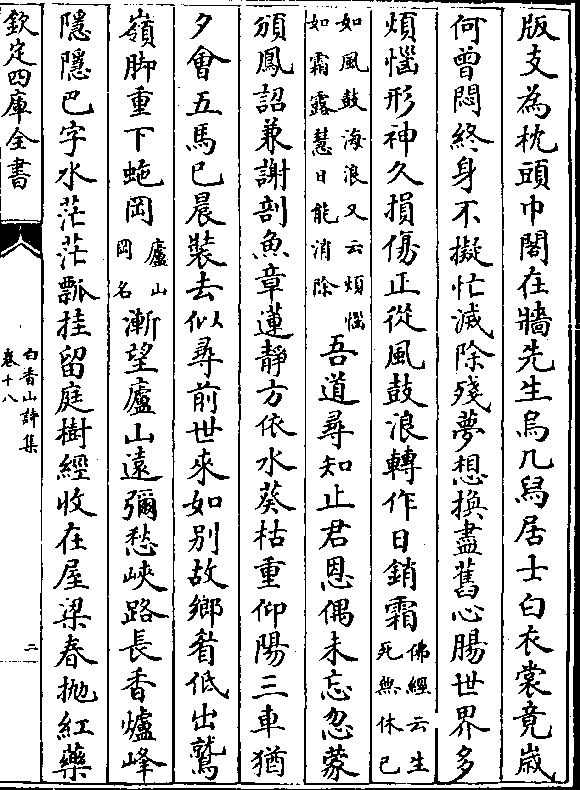 版支為枕頭巾閣在牆先生烏几舄居士白衣裳竟歲
何曾悶終身不擬忙滅除殘夢想換盡舊心腸世界多
煩惱形神久損傷正從風鼓浪轉作日銷霜
佛經云生
死無休已
如風鼓海浪又云煩惱
如霜露慧日能消除
吾道尋知止君恩偶未忘忽蒙
頒鳳詔兼謝剖魚章蓮靜方依水葵枯重仰陽三車猶
夕會五馬已晨裝去似尋前世來如別故鄉眉低出鷲
嶺脚重下虵岡
廬山
岡名
漸望廬山遠彌愁峽路長香爐峰
隱隱巴字水茫茫瓢挂留庭樹經收在屋梁春抛紅藥
欽定四庫全書
白香山詩集
卷十八
二